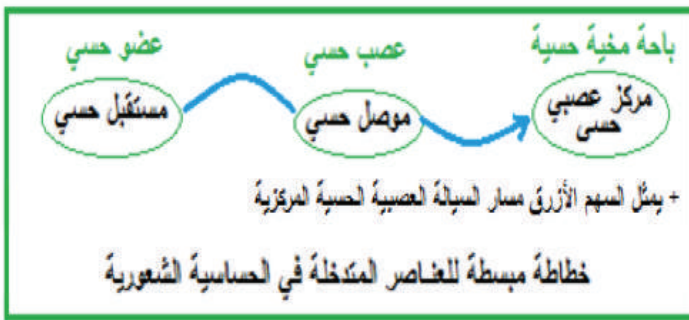 باحة مخية حسية عصب حسي عضو حسي
مركز عصبي حسى موصل حسي مستقبل حسي
+ يمثل السهم الأزرق مسار السيالة العصبية الحسية المركزية
خطاطة مبسطة للعناصر المتدخلة في الحساسية الشعورية